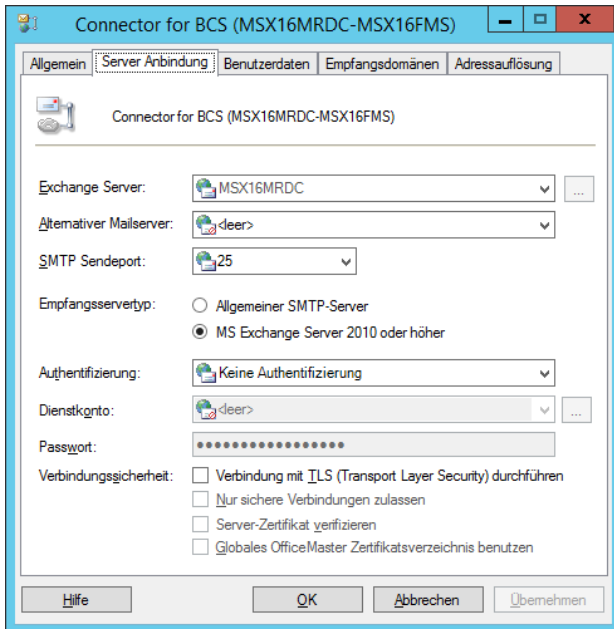 Connector for BCS (MSX16MRDC-MSX16FMS)
Allgemein Server Anbindung Benutzerdaten Empfangsdomänen Adressauflösung
Connector for BCS (MSX16MRDC-MSX16FMS)
Exchange Server: MSX16MRDC ...
Alternativer Mailserver: <leer>
SMTP Sendeport: 25
Empfangsservertyp: Allgemeiner SMTP-Server
MS Exchange Server 2010 oder höher
Authentifizierung: Keine Authentifizierung
Dienstkonto: <leer> ...
Passwort: •••••••••••••••••
Verbindungssicherheit: Verbindung mit TLS (Transport Layer Security) durchführen
Nur sichere Verbindungen zulassen
Server-Zertifikat verifizieren
Globales OfficeMaster Zertifikatsverzeichnis benutzen
Hilfe OK Abbrechen Übernehmen